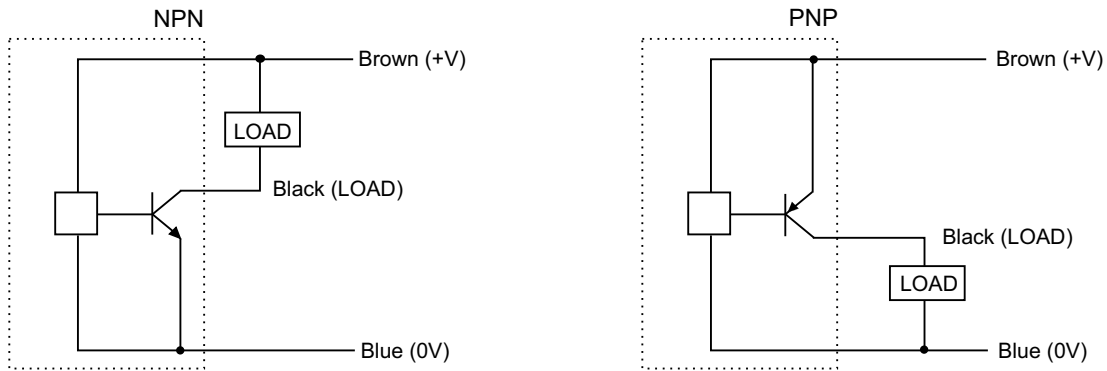 NPN
Brown (+V)
LOAD
Black (LOAD)
Blue (0V)
PNP
Brown (+V)
Black (LOAD)
LOAD
Blue (0V)